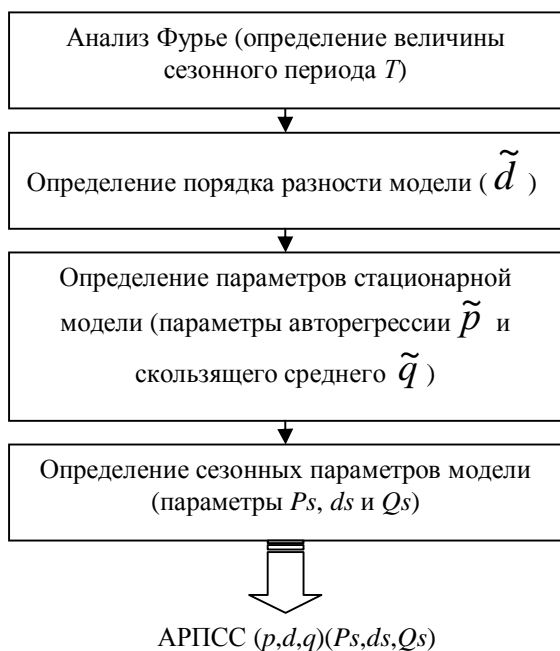 Анализ Фурье (определение величины
сезонного периода T)
Определение порядка разности модели ( d̃ )
Определение параметров стационарной
модели (параметры авторегрессии p̃ и
скользящего среднего q̃ )
Определение сезонных параметров модели
(параметры Ps, ds и Qs)
АРПСС (p,d,q)(Ps,ds,Qs)